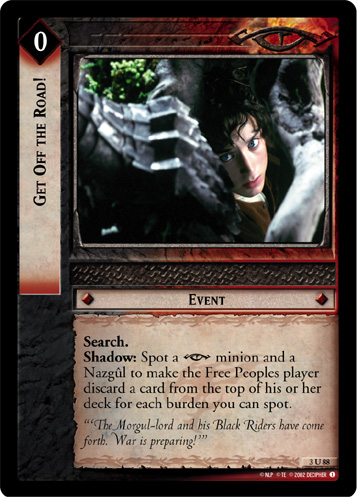 0
GET OFF THE ROAD!
EVENT
Search.
Shadow: Spot a minion and a
Nazgûl to make the Free Peoples player
discard a card from the top of his or her
deck for each burden you can spot.
“‘The Morgul-lord and his Black Riders have come
forth. War is preparing!’”
3 U 88
© NLP ™ TE © 2002 DECIPHER